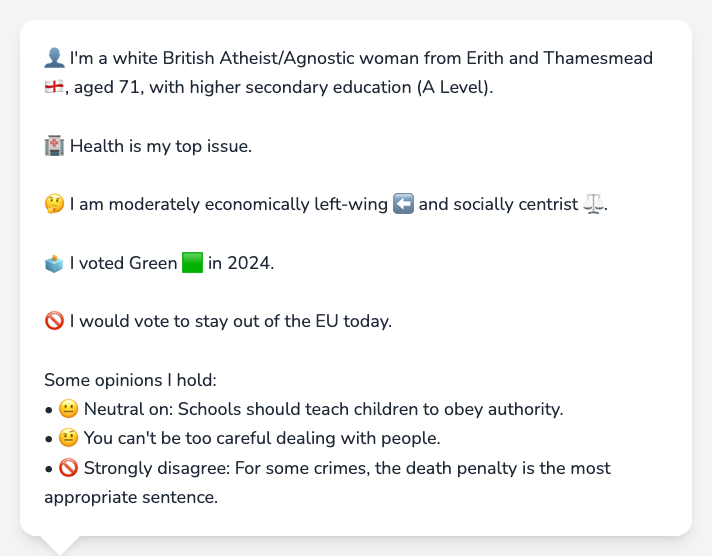 👤 I'm a white British Atheist/Agnostic woman from Erith and Thamesmead
🏴󠁧󠁢󠁥󠁮󠁧󠁿, aged 71, with higher secondary education (A Level).
🏥 Health is my top issue.
🤔 I am moderately economically left-wing ⬅️ and socially centrist ⚖️.
🗳️ I voted Green 🟩 in 2024.
🚫 I would vote to stay out of the EU today.
Some opinions I hold:
• 😐 Neutral on: Schools should teach children to obey authority.
• 🤨 You can't be too careful dealing with people.
• 🚫 Strongly disagree: For some crimes, the death penalty is the most
appropriate sentence.